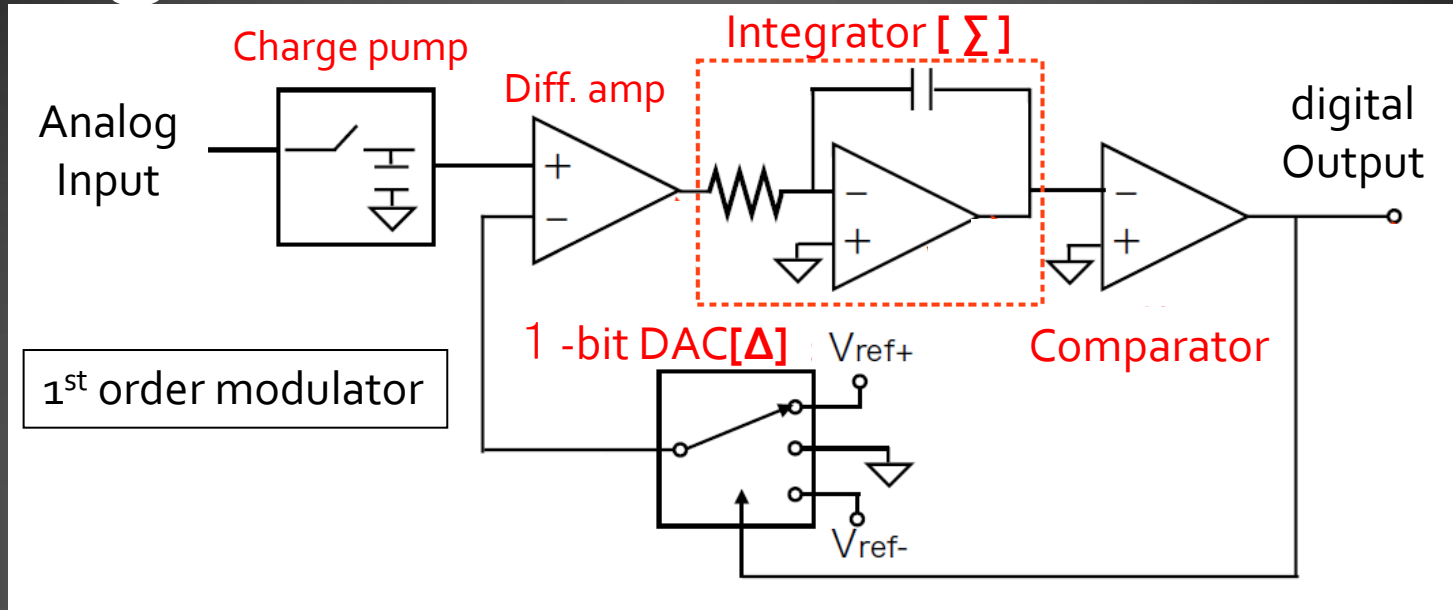 Charge pump
Integrator [ ∑ ]
Diff. amp
Analog
Input
digital
Output
+
−
−
+
−
+
1 -bit DAC[Δ]
Vref+
Comparator
1st order modulator
Vref-